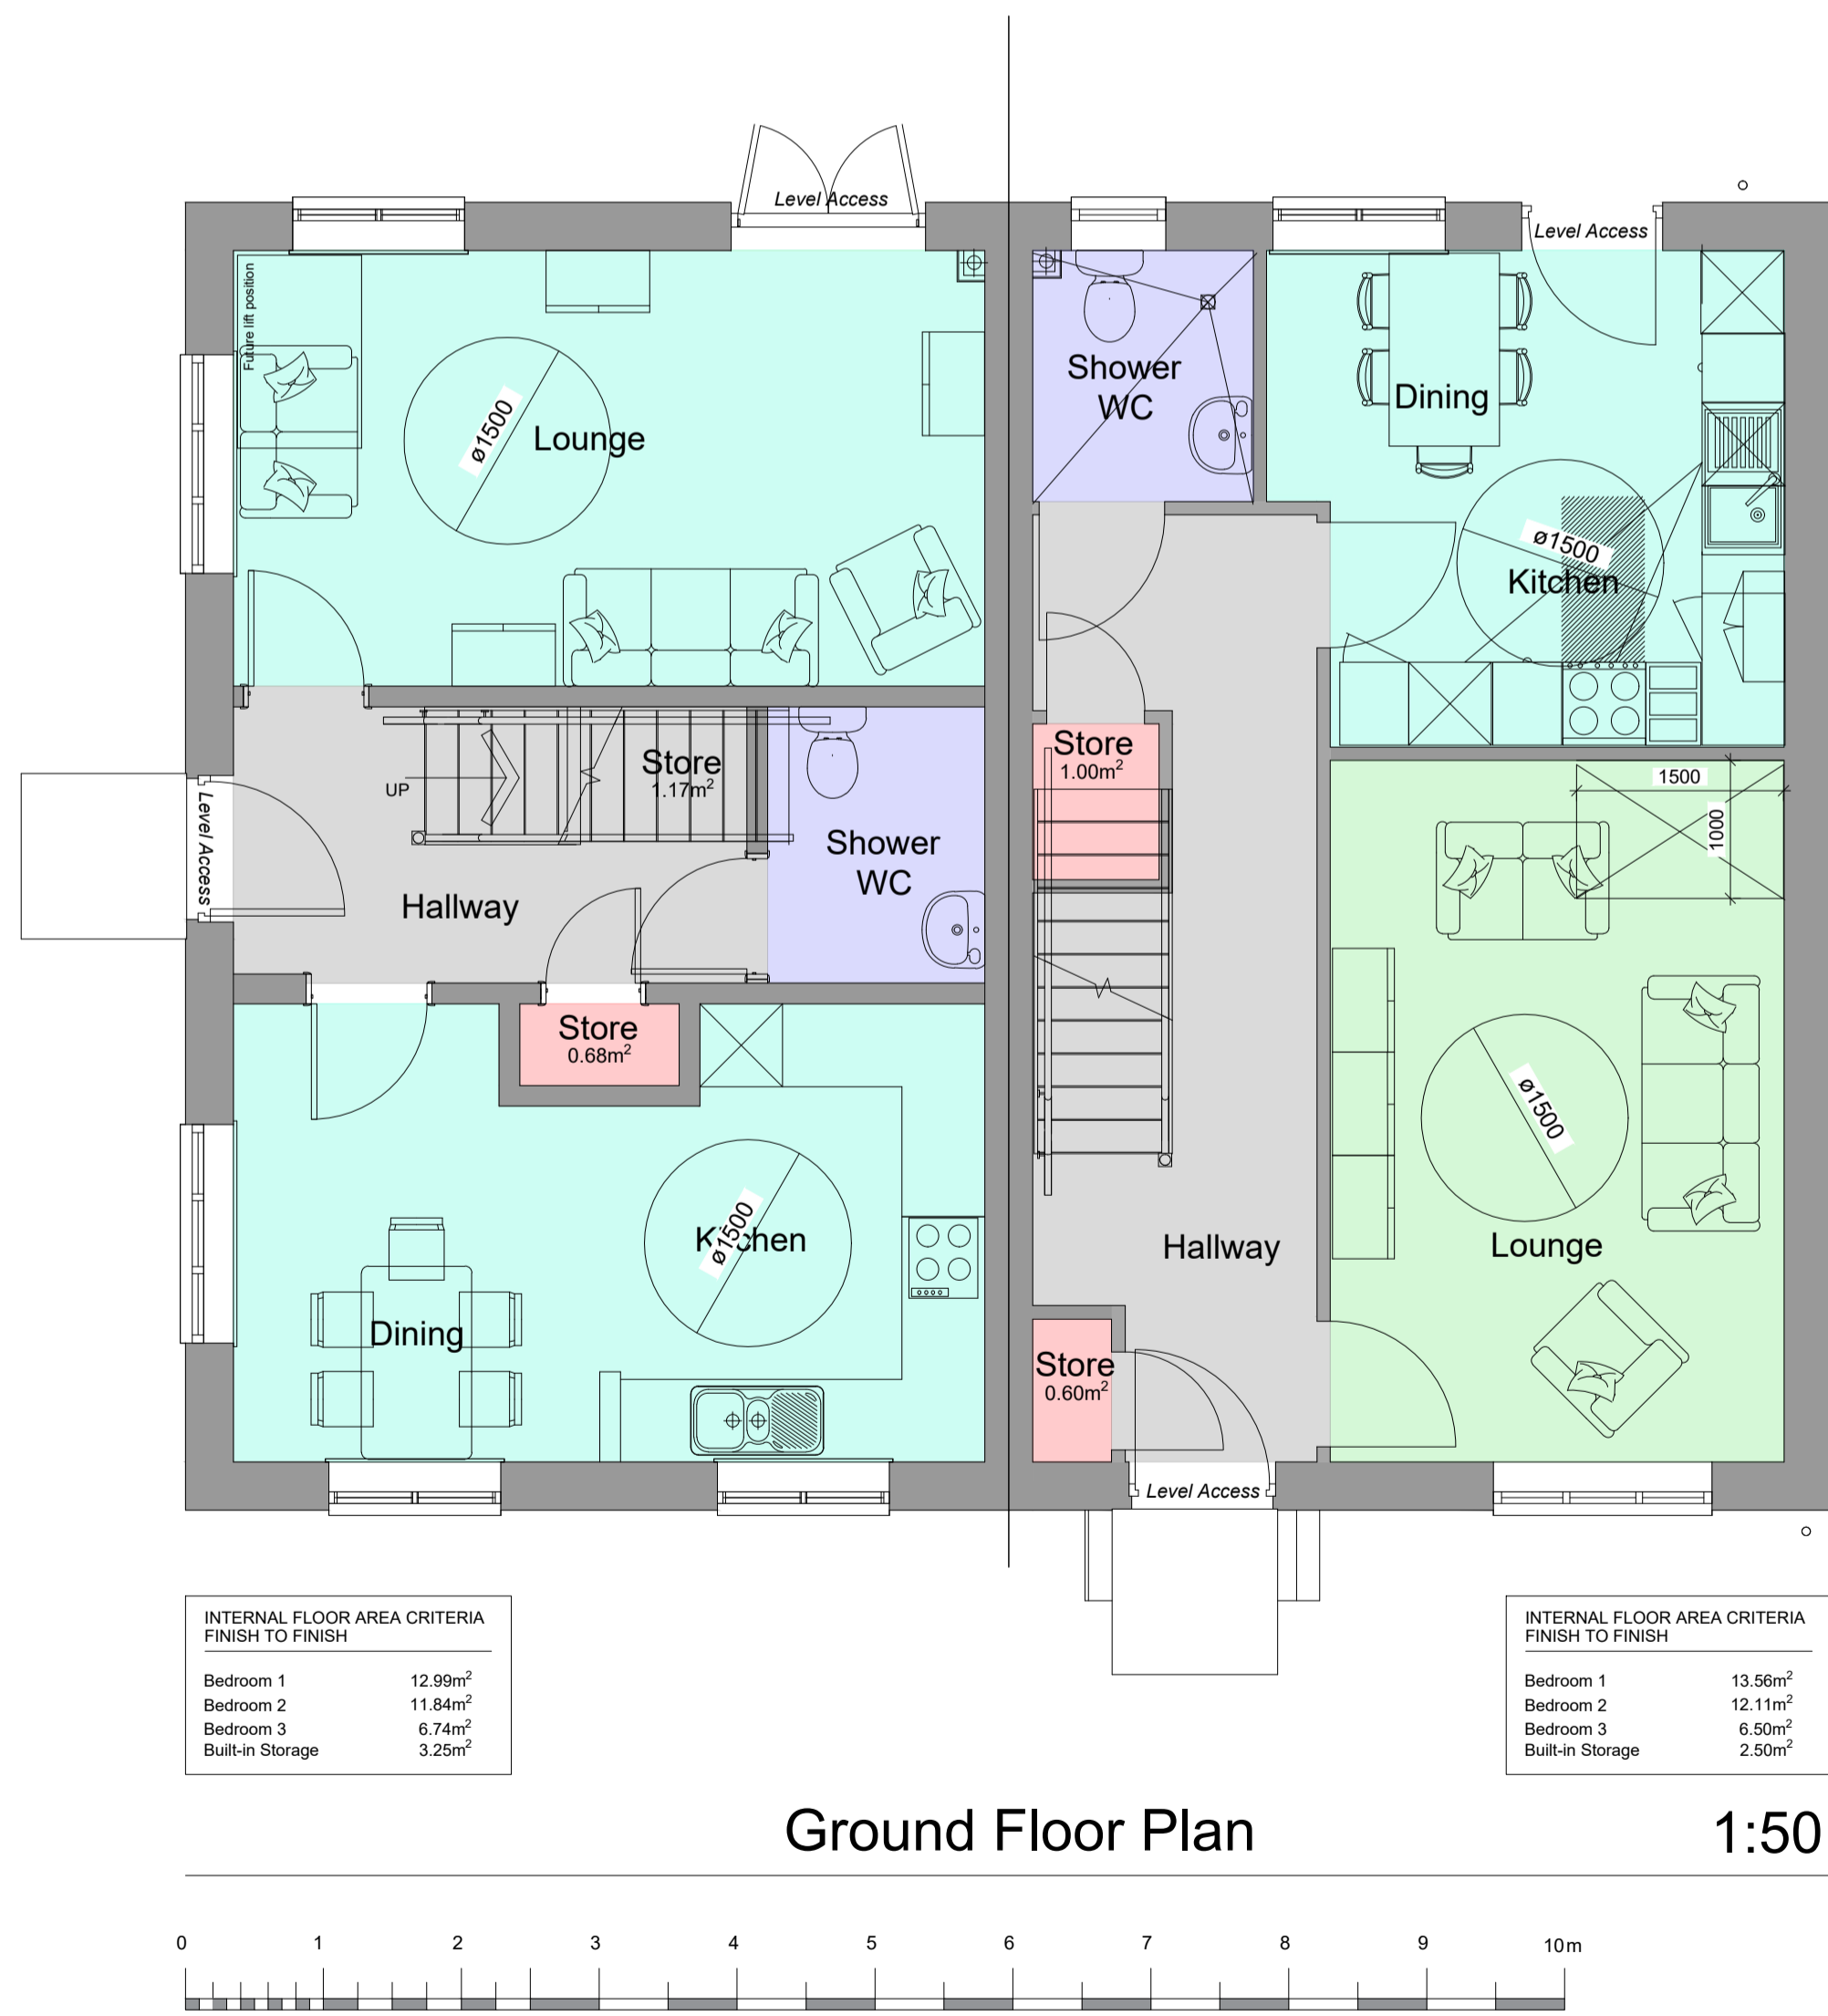 Level Access
Level Access
Future lift position
ø1500
Lounge
Shower
WC
Dining
ø1500
Kitchen
Store
1.17m²
UP
Level Access
Hallway
Shower
WC
Store
1.00m²
1500
1000
Store
0.68m²
ø1500
Kitchen
Dining
Hallway
ø1500
Lounge
Store
0.60m²
Level Access
INTERNAL FLOOR AREA CRITERIA
FINISH TO FINISH
Bedroom 1 12.99m²
Bedroom 2 11.84m²
Bedroom 3 6.74m²
Built-in Storage 3.25m²
INTERNAL FLOOR AREA CRITERIA
FINISH TO FINISH
Bedroom 1 13.56m²
Bedroom 2 12.11m²
Bedroom 3 6.50m²
Built-in Storage 2.50m²
Ground Floor Plan 1:50
0 1 2 3 4 5 6 7 8 9 10m